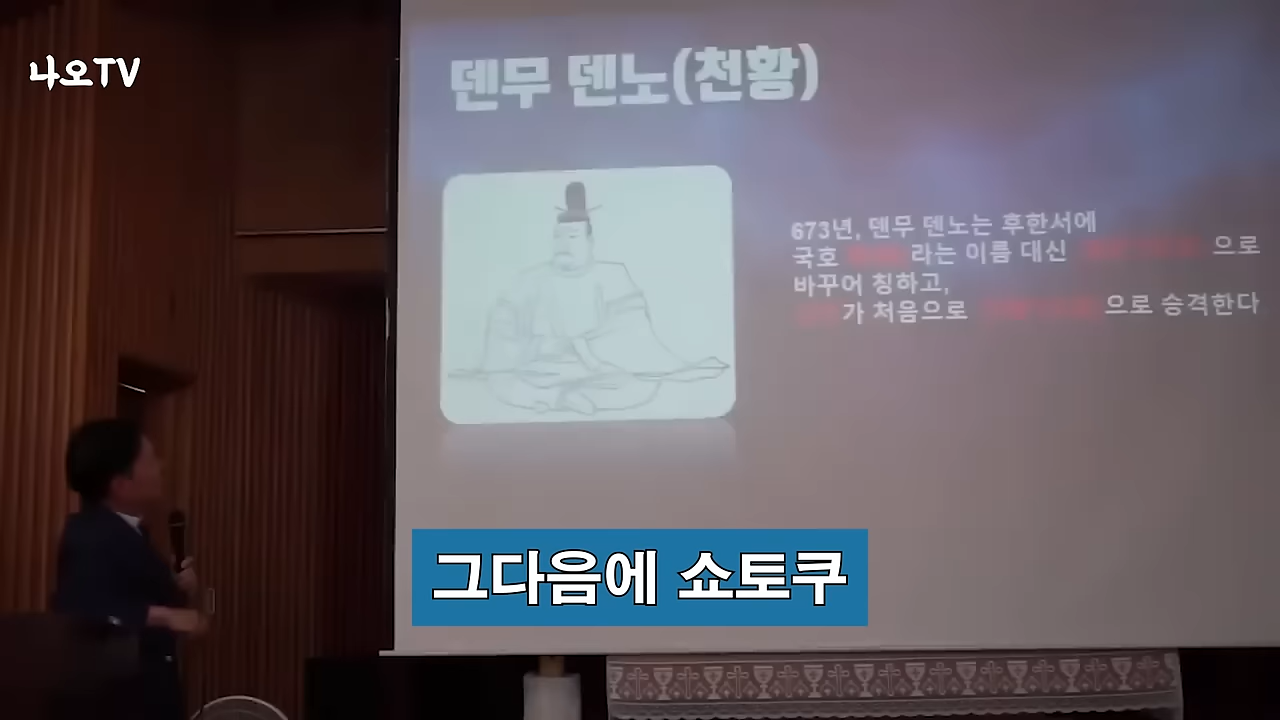 나오TV
덴무 덴노(천황)
673년, 덴무 덴노는 후한서에
국호 라는 이름 대신 으로
바꾸어 칭하고,
가 처음으로 으로 승격한다
그다음에 쇼토쿠